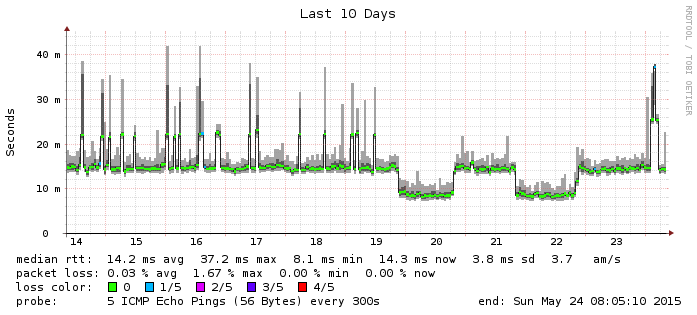 Last 10 Days
RRDTOOL / TOBI OETIKER
Seconds
40 m
30 m
20 m
10 m
0
14 15 16 17 18 19 20 21 22 23
median rtt: 14.2 ms avg 37.2 ms max 8.1 ms min 14.3 ms now 3.8 ms sd 3.7 am/s
packet loss: 0.03 % avg 1.67 % max 0.00 % min 0.00 % now
loss color: 0 1/5 2/5 3/5 4/5
probe: 5 ICMP Echo Pings (56 Bytes) every 300s end: Sun May 24 08:05:10 2015